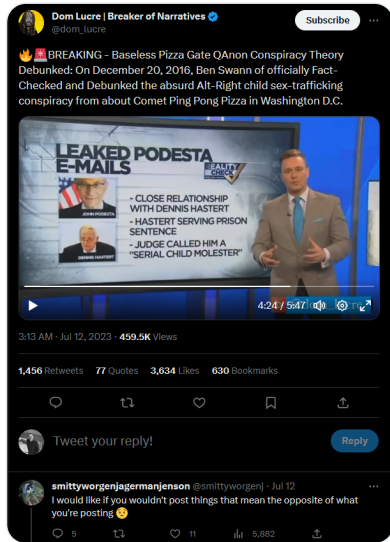 Dom Lucre | Breaker of Narratives
@dom_lucre
Subscribe
🔥🚨BREAKING - Baseless Pizza Gate QAnon Conspiracy Theory
Debunked: On December 20, 2016, Ben Swann of officially Fact-
Checked and Debunked the absurd Alt-Right child sex-trafficking
conspiracy from about Comet Ping Pong Pizza in Washington D.C.
LEAKED PODESTA
E-MAILS
REALITY
CHECK
JOHN PODESTA
DENNIS HASTERT
- CLOSE RELATIONSHIP
WITH DENNIS HASTERT
- HASTERT SERVING PRISON
SENTENCE
- JUDGE CALLED HIM A
"SERIAL CHILD MOLESTER"
4:24 / 5:47
3:13 AM · Jul 12, 2023 · 459.5K Views
1,456 Retweets 77 Quotes 3,634 Likes 630 Bookmarks
Tweet your reply!
Reply
smittyworgenjagermanjenson @smittyworgenj · Jul 12
I would like if you wouldn't post things that mean the opposite of what
you're posting 😟
5 11 5,882